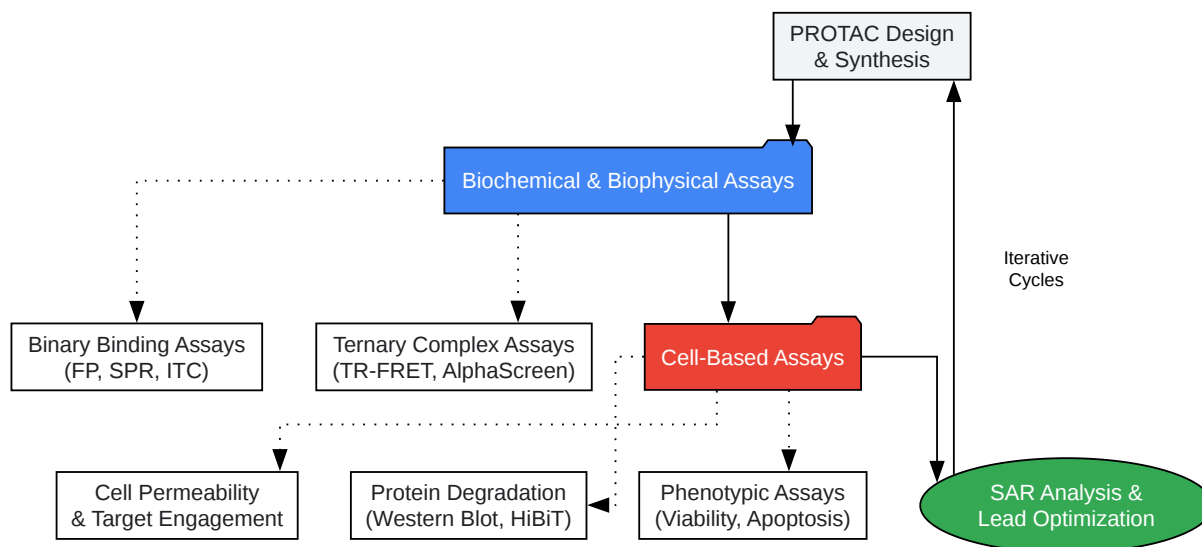 PROTAC Design
& Synthesis
Biochemical & Biophysical Assays
Iterative
Cycles
Binary Binding Assays
(FP, SPR, ITC)
Ternary Complex Assays
(TR-FRET, AlphaScreen)
Cell-Based Assays
Cell Permeability
& Target Engagement
Protein Degradation
(Western Blot, HiBiT)
Phenotypic Assays
(Viability, Apoptosis)
SAR Analysis &
Lead Optimization